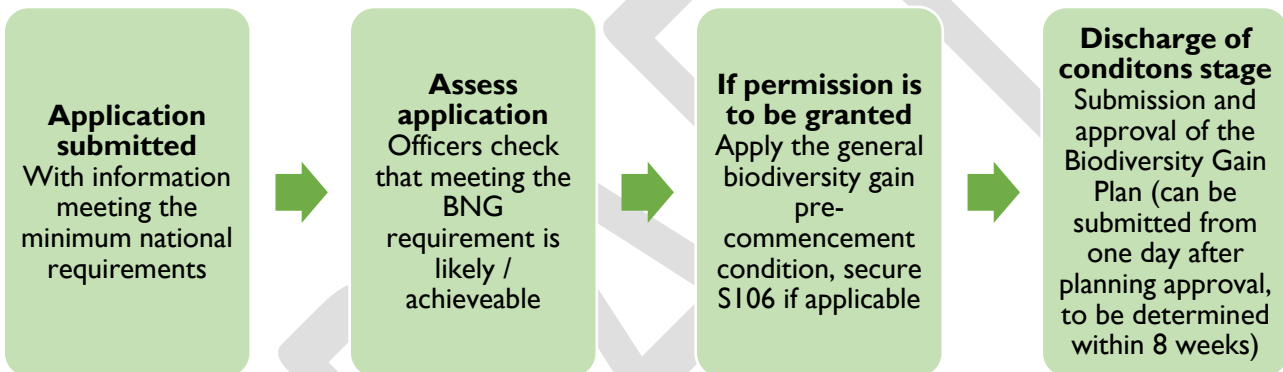 Application
submitted
With information
meeting the
minimum national
requirements
Assess
application
Officers check
that meeting the
BNG
requirement is
likely /
achieveable
If permission is
to be granted
Apply the general
biodiversity gain
pre-
commencement
condition, secure
S106 if applicable
Discharge of
conditons stage
Submission and
approval of the
Biodiversity Gain
Plan (can be
submitted from
one day after
planning approval,
to be determined
within 8 weeks)